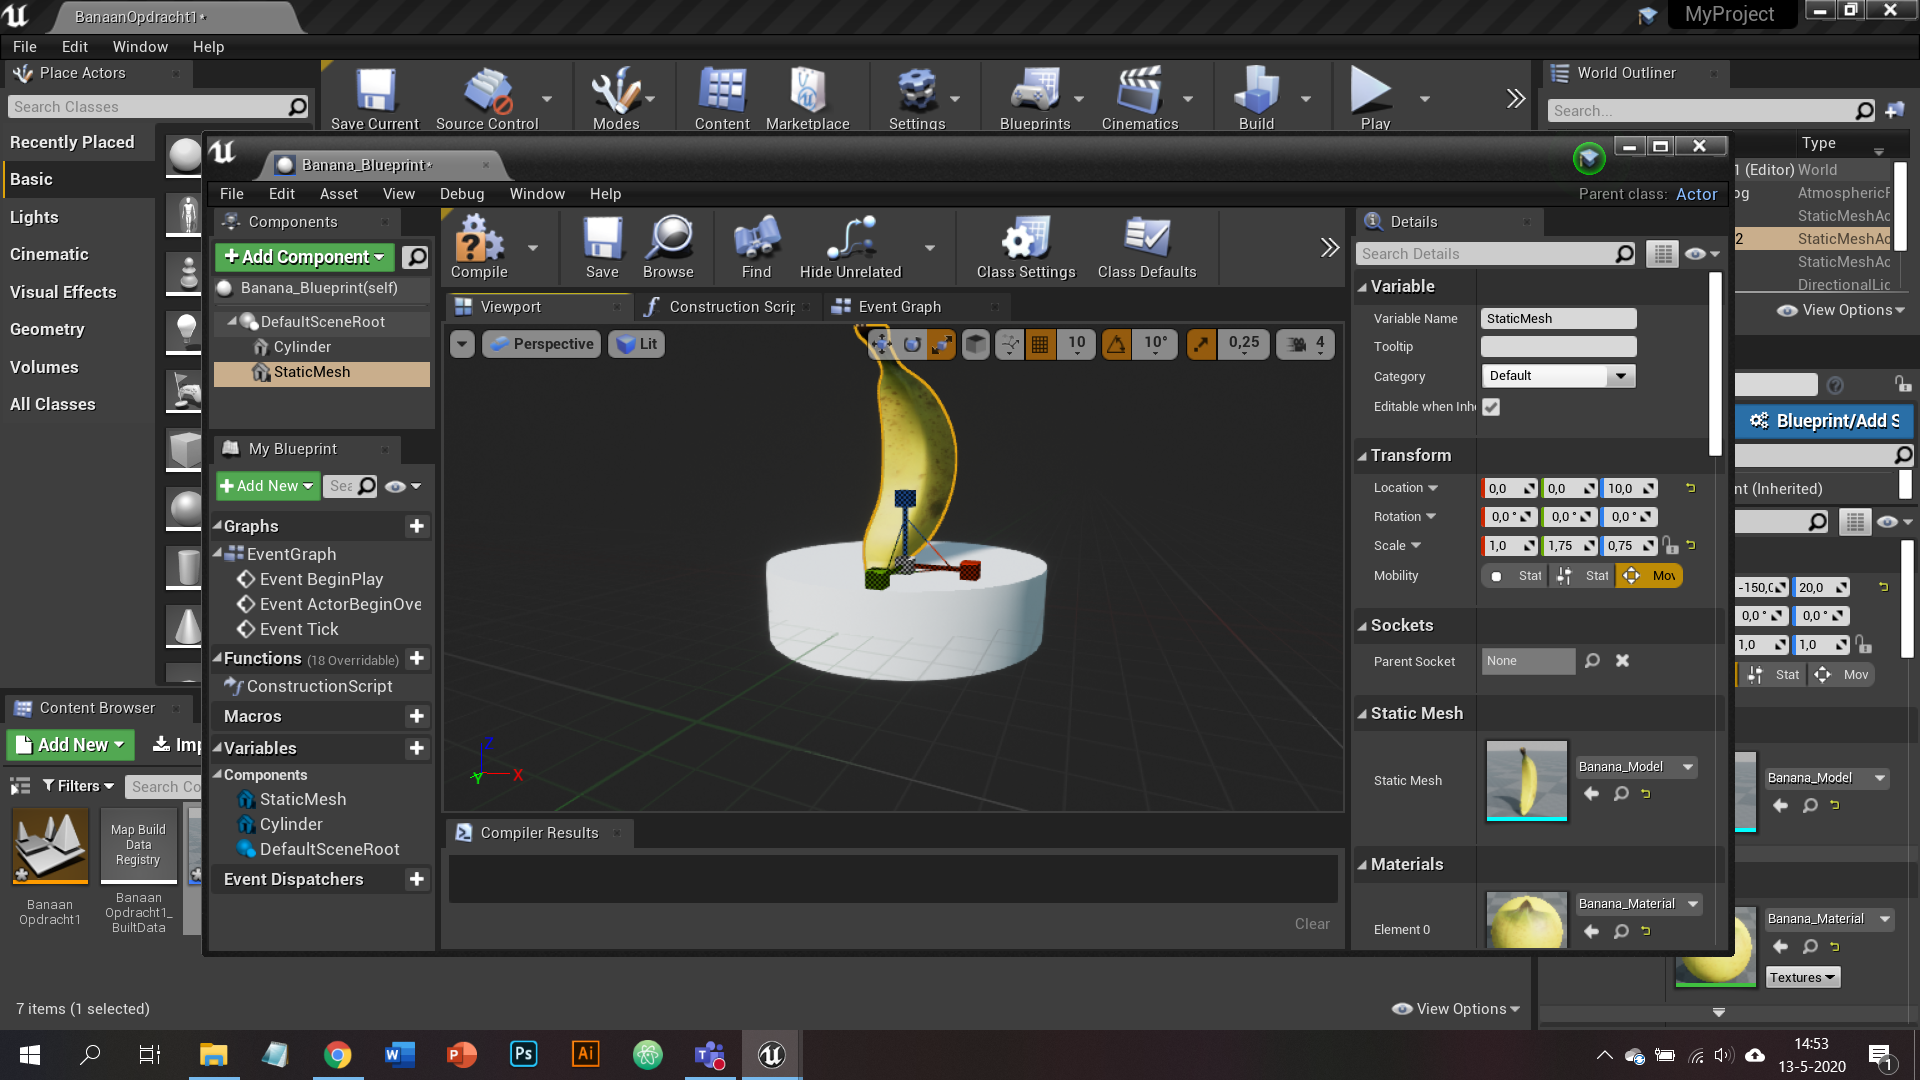 BanaanOpdracht1*
MyProject
File Edit Window Help
Place Actors
Search Classes
Recently Placed
Basic
Lights
Cinematic
Visual Effects
Geometry
Volumes
All Classes
Save Current
Source Control
Modes
Content
Marketplace
Settings
Blueprints
Cinematics
Build
Play
World Outliner
Search...
Type
1 (Editor) World
StaticMeshAc
2 StaticMeshAc
StaticMeshAc
DirectionalLic
View Options
Banana_Blueprint*
File Edit Asset View Debug Window Help
Parent class: Actor
Components
+ Add Component
Banana_Blueprint(self)
DefaultSceneRoot
Cylinder
StaticMesh
My Blueprint
+ Add New
Sea
Graphs
EventGraph
Event BeginPlay
Event ActorBeginOve
Event Tick
Functions (18 Overridable)
ConstructionScript
Macros
Variables
Components
StaticMesh
Cylinder
DefaultSceneRoot
Event Dispatchers
Compile
Save
Browse
Find
Hide Unrelated
Class Settings
Class Defaults
Viewport
Construction Scrip
Event Graph
Perspective
Lit
10
10°
0,25
4
Z
Y
X
Compiler Results
Clear
Details
Search Details
Variable
Variable Name StaticMesh
Tooltip
Category Default
Editable when Inh
Transform
Location 0,0 0,0 10,0
Rotation 0,0 ° 0,0 ° 0,0 °
Scale 1,0 1,75 0,75
Mobility Stat Stat Mov
Sockets
Parent Socket None
Static Mesh
Static Mesh Banana_Model
Materials
Element 0 Banana_Material
Blueprint/Add S
nt (Inherited)
-150,0 20,0
0,0 ° 0,0 °
1,0 1,0
Stat Mov
Banana_Model
Banana_Material
Textures
Content Browser
Add New
Imp
Filters
Search Co
Banaan
Opdracht1
Map Build
Data
Registry
Banaan
Opdracht1_
BuiltData
7 items (1 selected)
View Options
Ps
Ai
14:53
13-5-2020
1